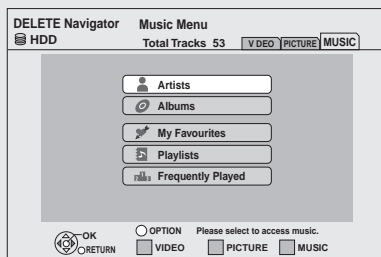 DELETE Navigator Music Menu
HDD Total Tracks 53 V DEO PICTURE MUSIC
Artists
Albums
My Favourites
Playlists
Frequently Played
OK
RETURN
OPTION Please select to access music.
VIDEO PICTURE MUSIC